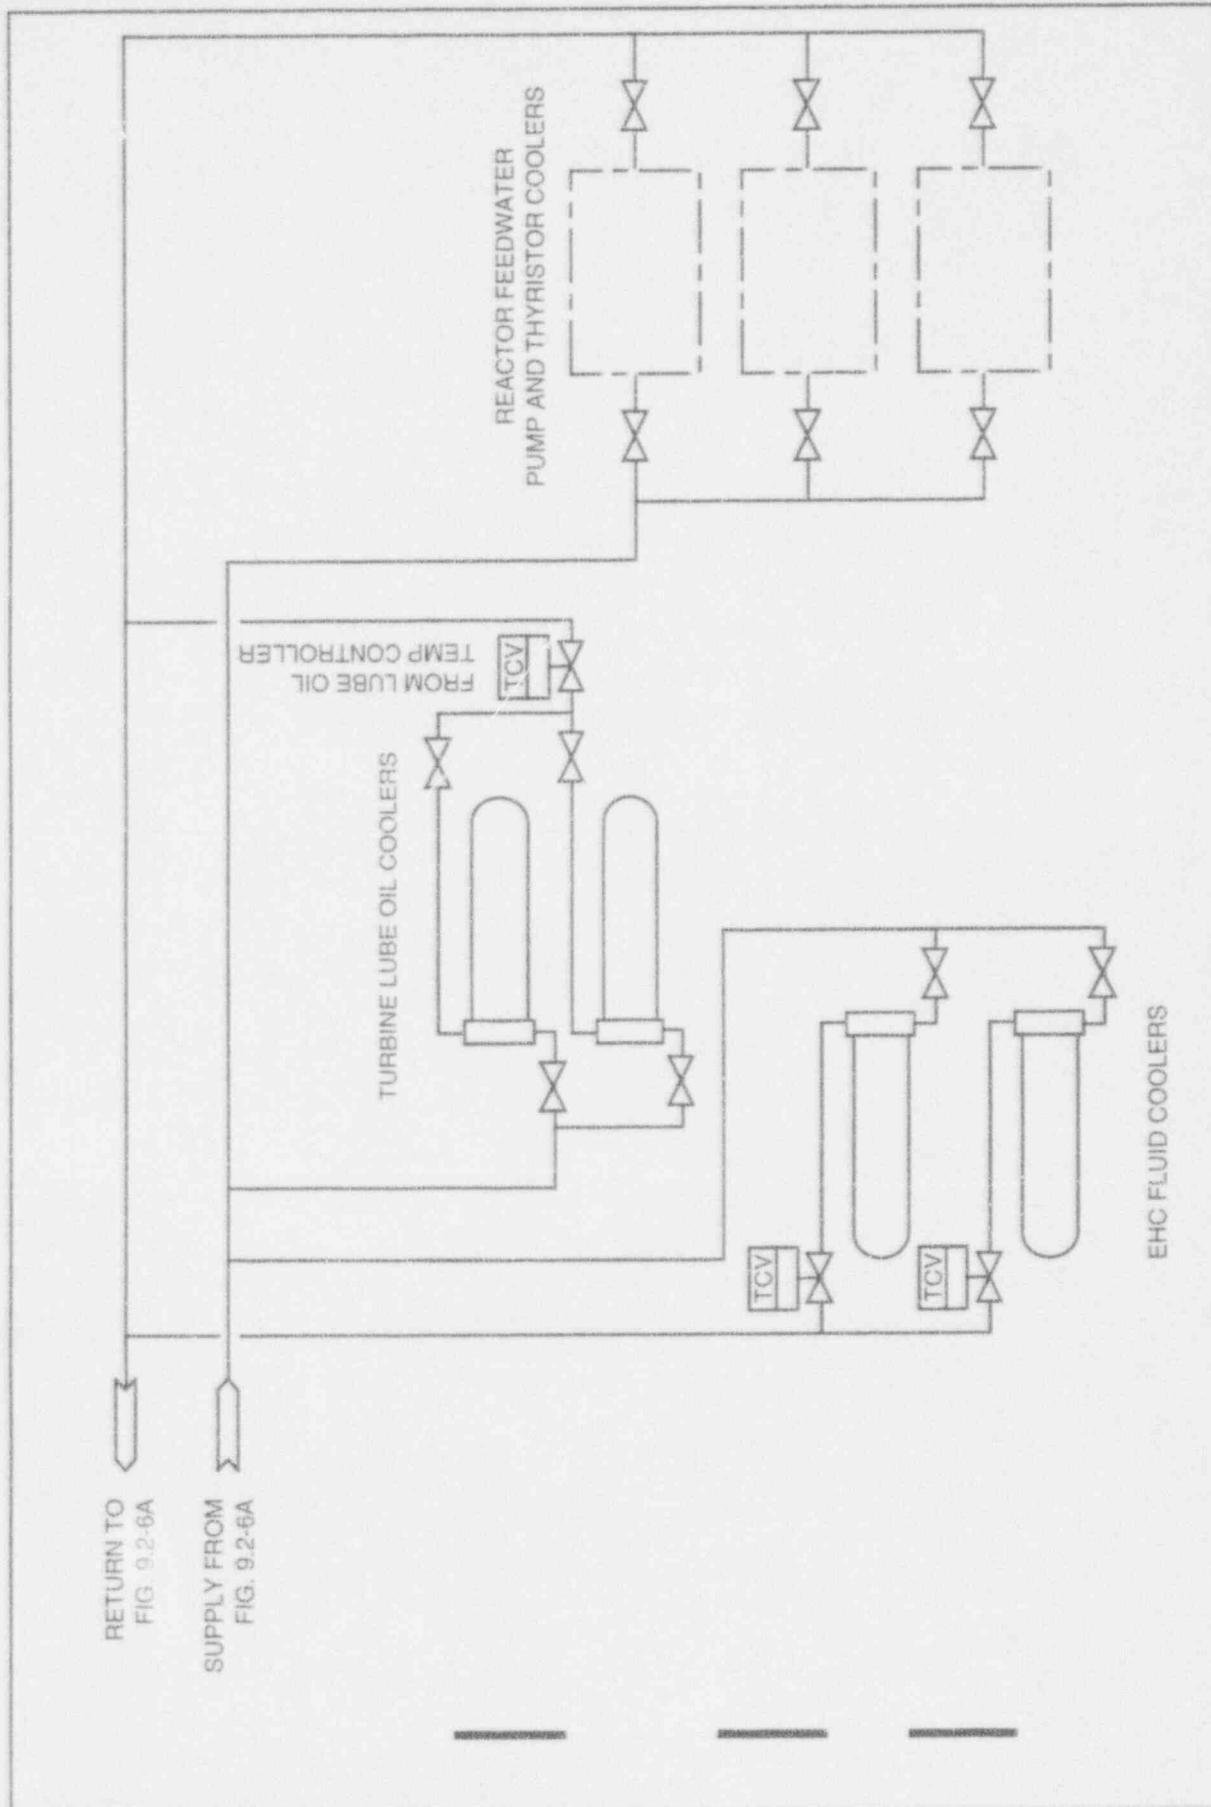 RETURN TO
FIG. 9.2-6A
SUPPLY FROM
FIG. 9.2-6A
TURBINE LUBE OIL COOLERS
FROM LUBE OIL
TEMP CONTROLLER
TCV
REACTOR FEEDWATER
PUMP AND THYRISTOR COOLERS
TCV
TCV
EHC FLUID COOLERS